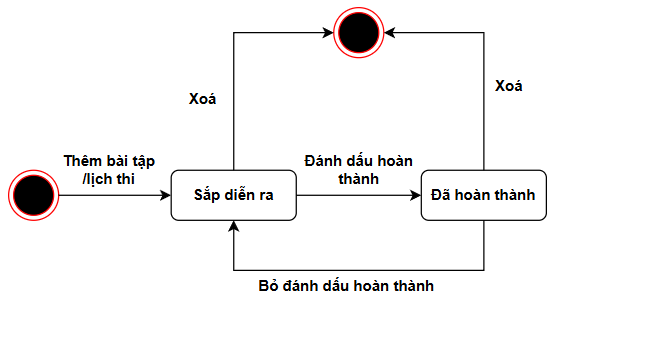 Xoá
Xoá
Thêm bài tập
/lịch thi
Đánh dấu hoàn
thành
Sắp diễn ra
Đã hoàn thành
Bỏ đánh dấu hoàn thành